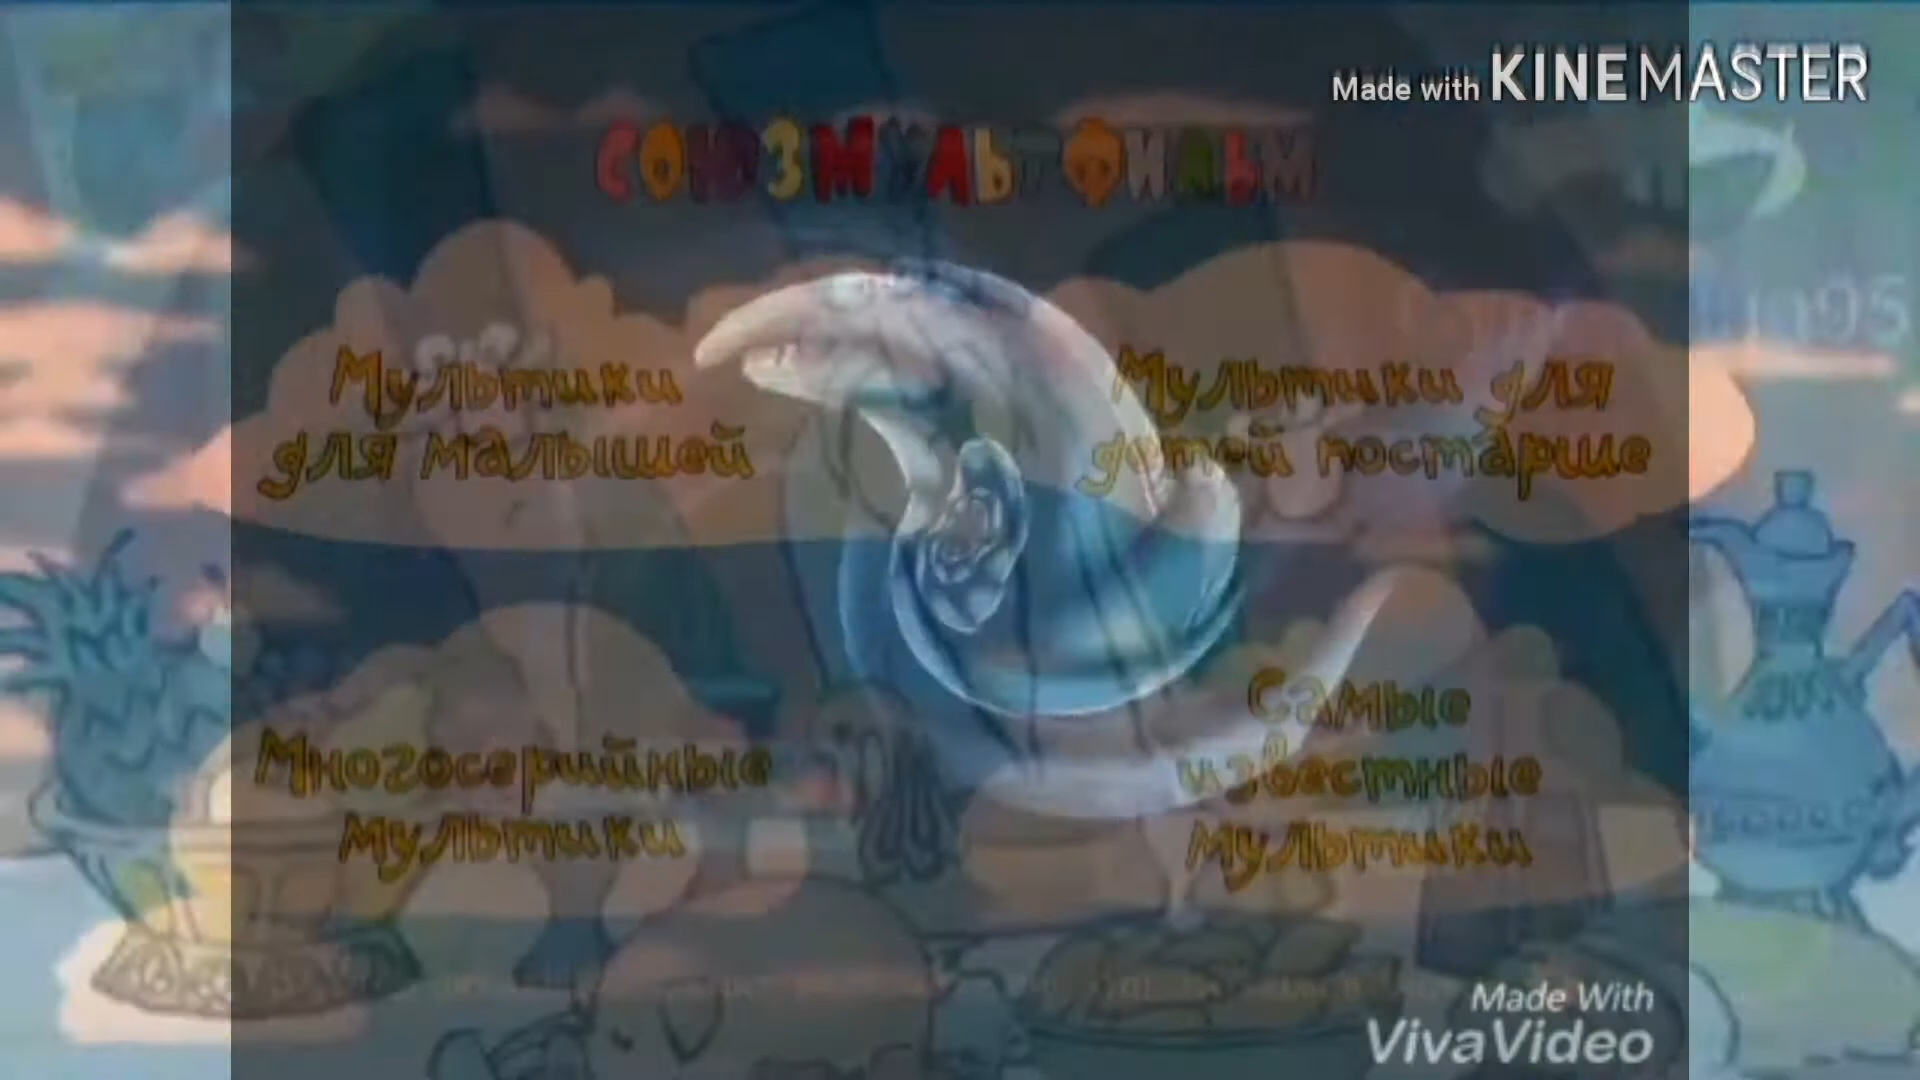 Made with KINEMASTER
СОЮЗМУЛЬТФИЛЬМ
Мультики
для малышей
Мультики для
детей постарше
Многосерийные
мультики
Самые
известные
мультики
Made With
VivaVideo